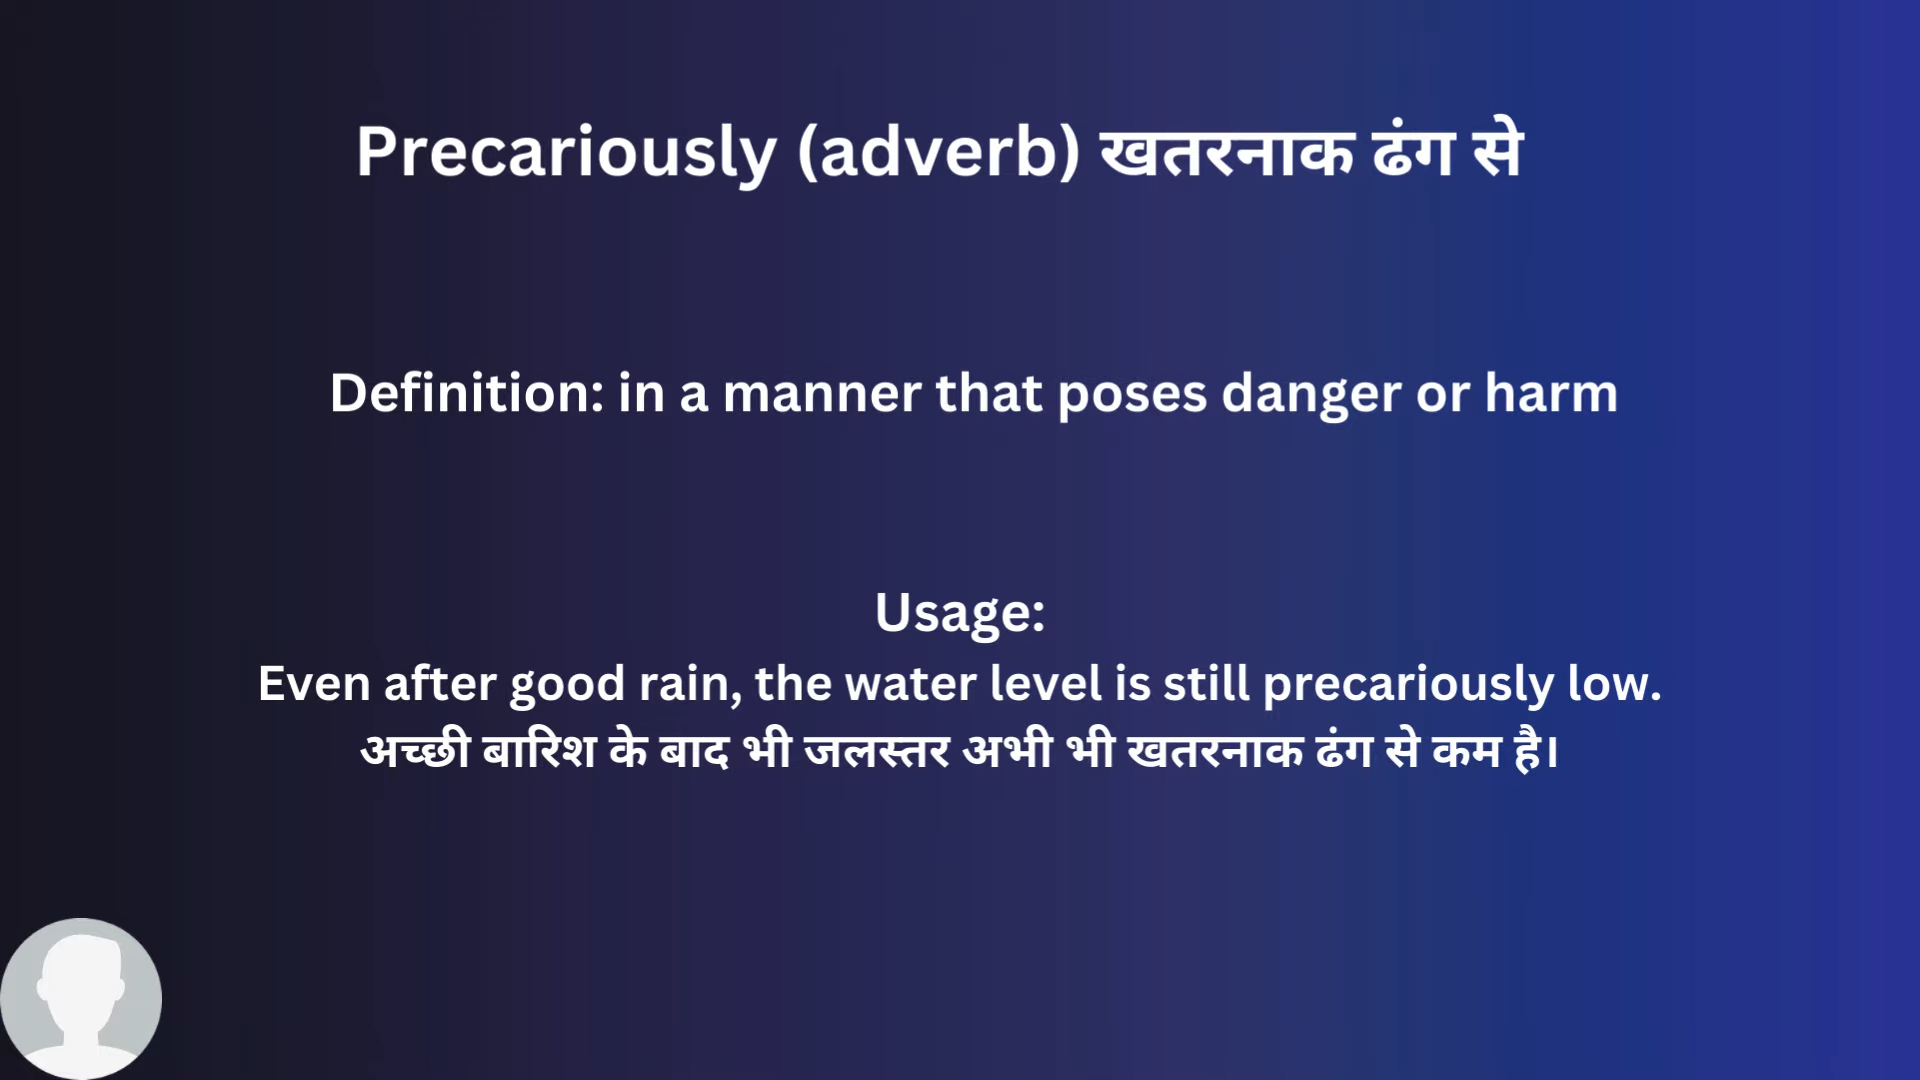 Precariously (adverb) खतरनाक ढंग से
Definition: in a manner that poses danger or harm
Usage:
Even after good rain, the water level is still precariously low.
अच्छी बारिश के बाद भी जलस्तर अभी भी खतरनाक ढंग से कम है।